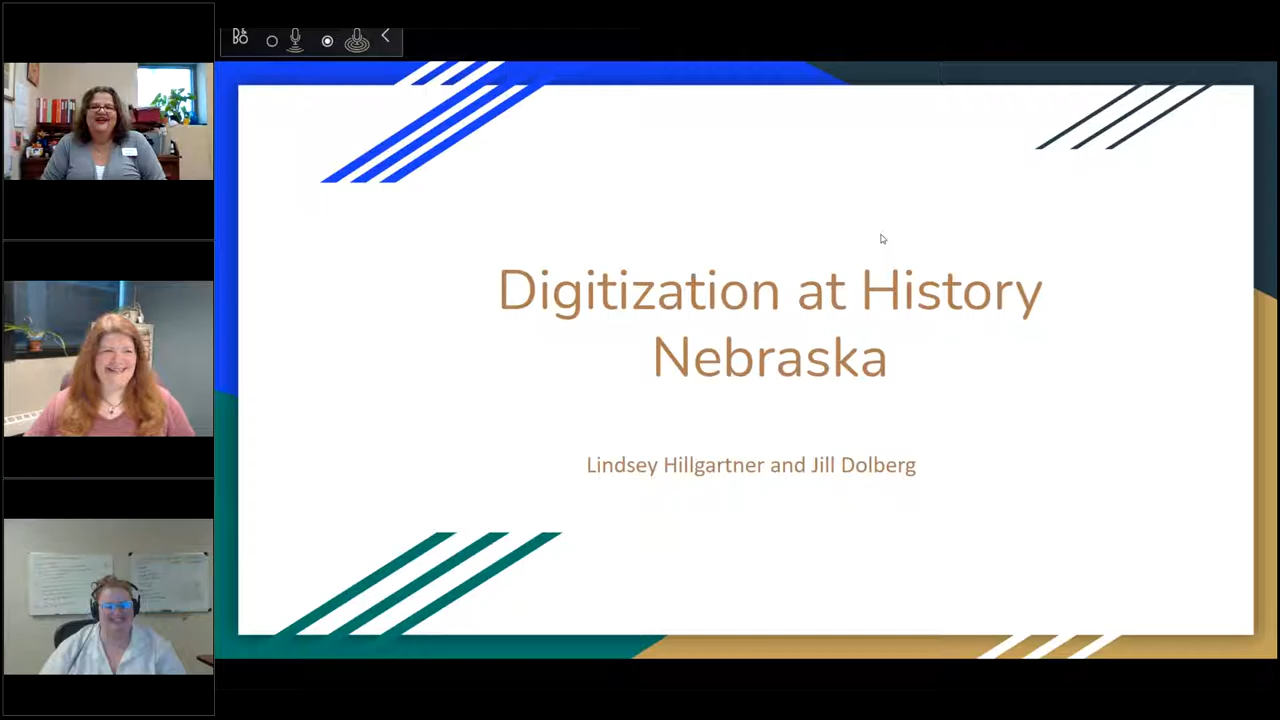 Digitization at History
Nebraska
Lindsey Hillgartner and Jill Dolberg